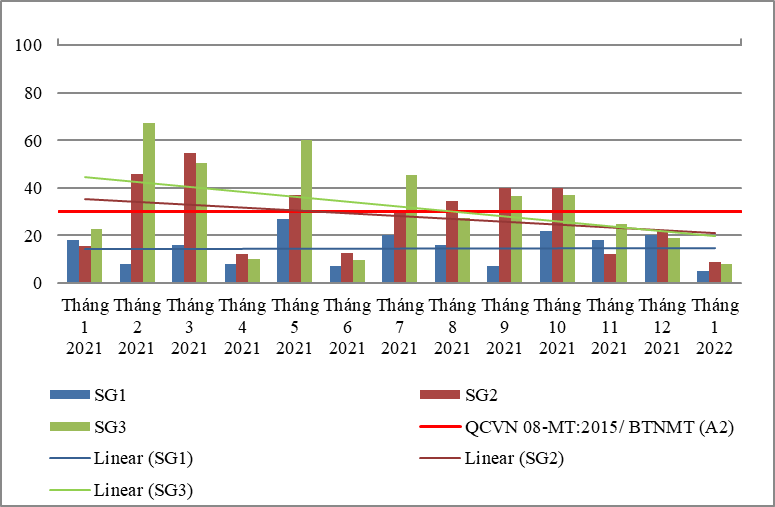 100
80
60
40
20
0
Tháng 1 2021
Tháng 2 2021
Tháng 3 2021
Tháng 4 2021
Tháng 5 2021
Tháng 6 2021
Tháng 7 2021
Tháng 8 2021
Tháng 9 2021
Tháng 10 2021
Tháng 11 2021
Tháng 12 2021
Tháng 1 2022
SG1
SG2
SG3
QCVN 08-MT:2015/ BTNMT (A2)
Linear (SG1)
Linear (SG2)
Linear (SG3)